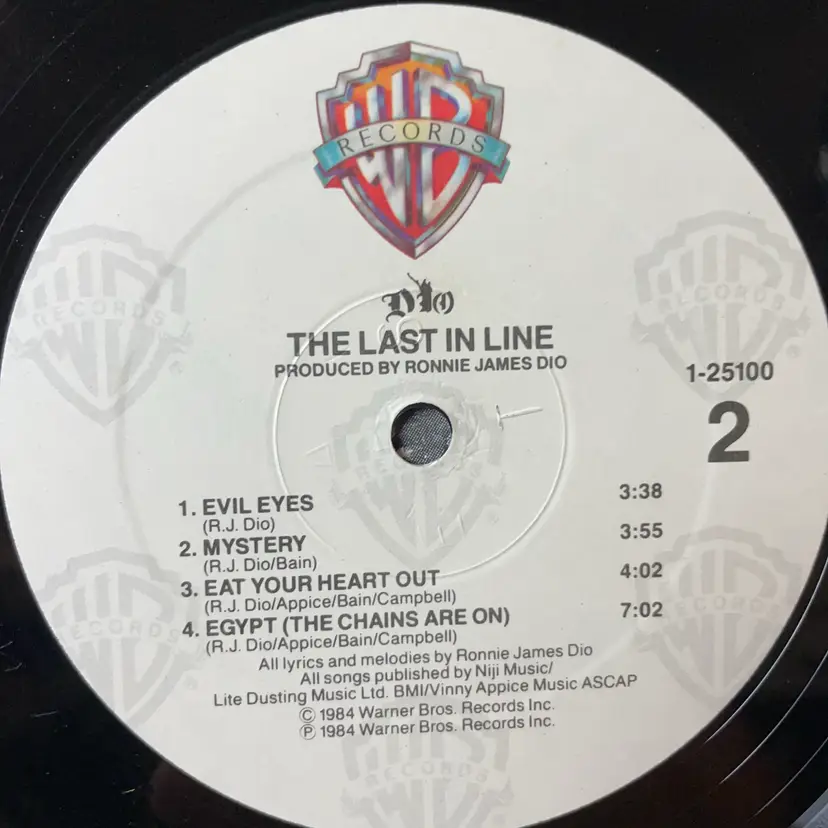 WB
RECORDS
DIO
THE LAST IN LINE
PRODUCED BY RONNIE JAMES DIO
1-25100
2
1. EVIL EYES 3:38
(R.J. Dio)
2. MYSTERY 3:55
(R.J. Dio/Bain)
3. EAT YOUR HEART OUT 4:02
(R.J. Dio/Appice/Bain/Campbell)
4. EGYPT (THE CHAINS ARE ON) 7:02
(R.J. Dio/Appice/Bain/Campbell)
All lyrics and melodies by Ronnie James Dio
All songs published by Niji Music/
Lite Dusting Music Ltd. BMI/Vinny Appice Music ASCAP
© 1984 Warner Bros. Records Inc.
℗ 1984 Warner Bros. Records Inc.